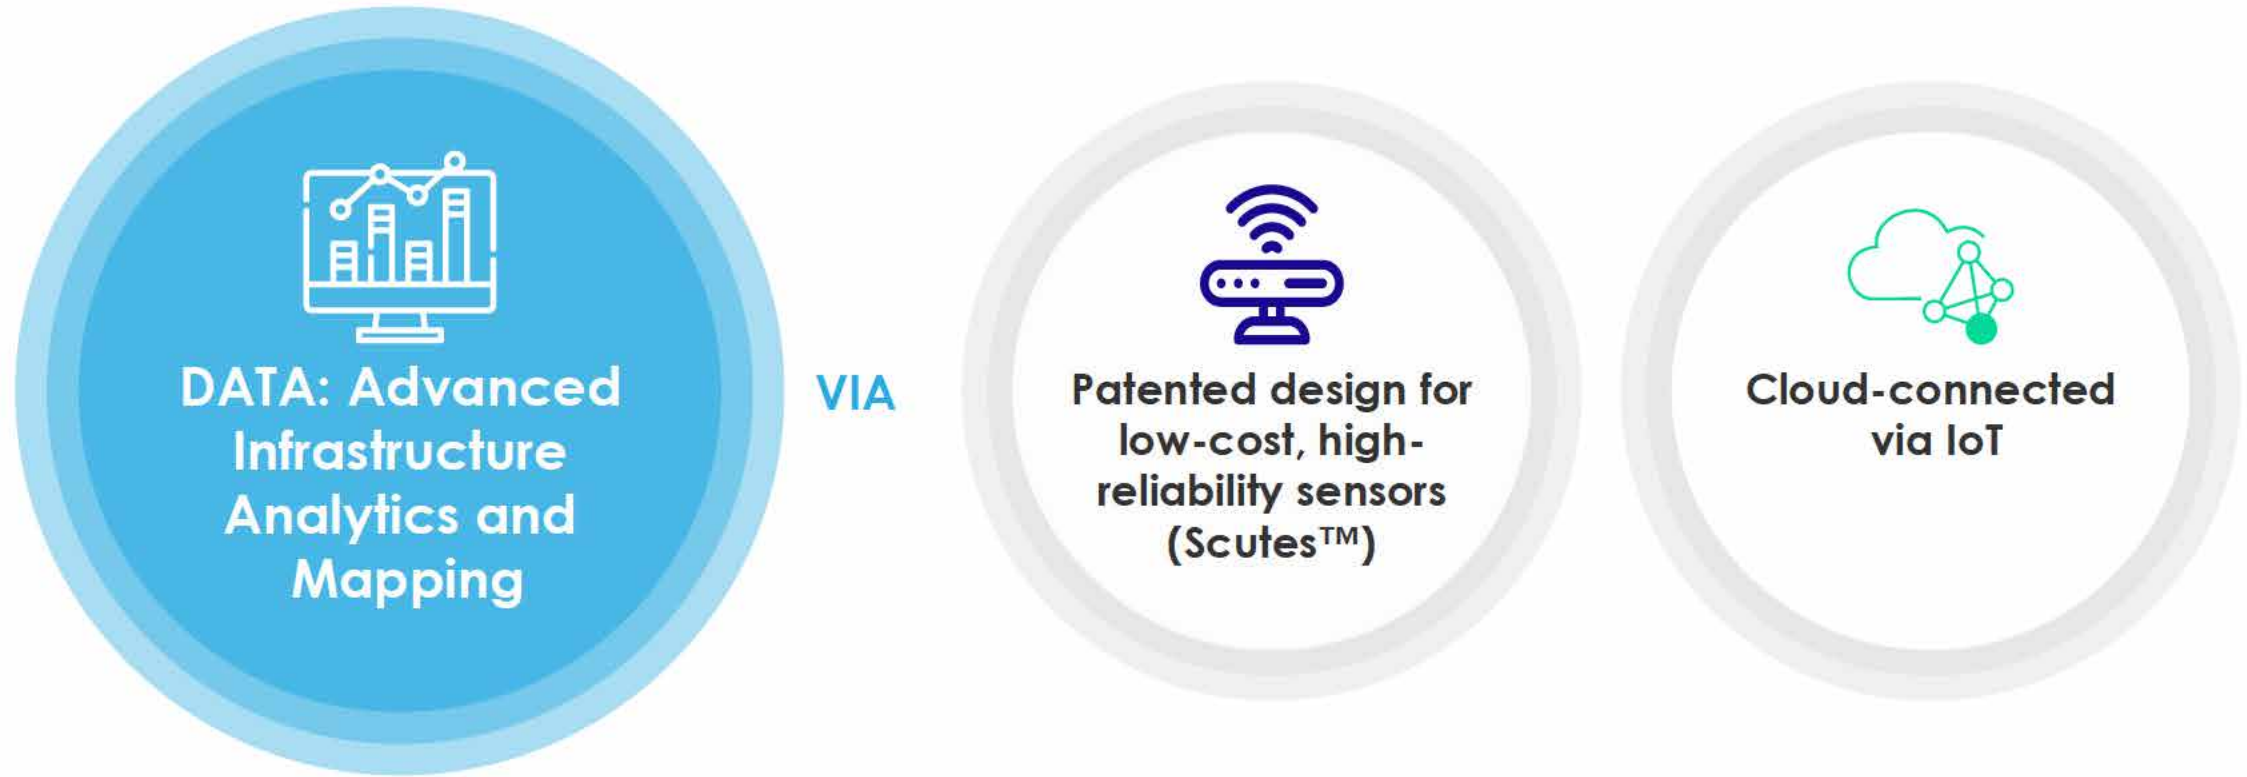 DATA: Advanced
Infrastructure
Analytics and
Mapping
VIA
Patented design for
low-cost, high-
reliability sensors
(Scutes™)
Cloud-connected
via IoT